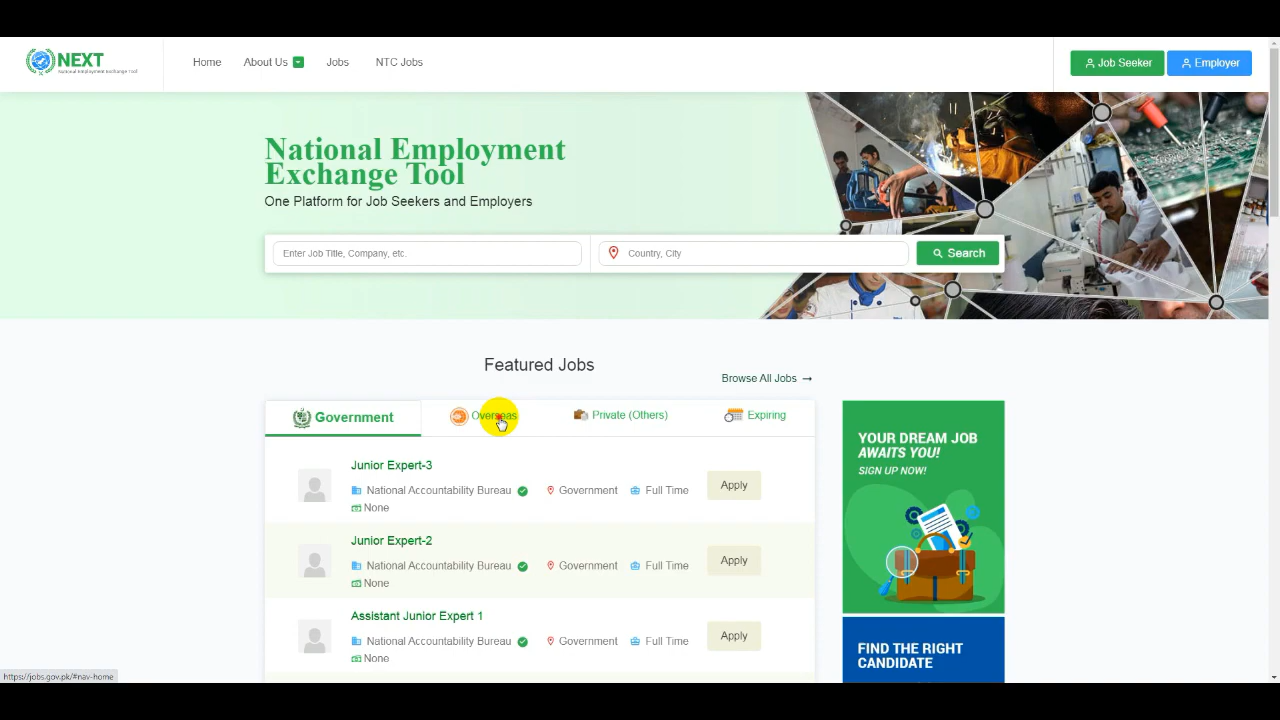 NEXT
National Employment Exchange Tool
Home
About Us
Jobs
NTC Jobs
Job Seeker
Employer
National Employment
Exchange Tool
One Platform for Job Seekers and Employers
Enter Job Title, Company, etc.
Country, City
Search
Featured Jobs
Browse All Jobs →
Government
Overseas
Private (Others)
Expiring
Junior Expert-3
National Accountability Bureau
Government
Full Time
None
Apply
Junior Expert-2
National Accountability Bureau
Government
Full Time
None
Apply
Assistant Junior Expert 1
National Accountability Bureau
Government
Full Time
None
Apply
YOUR DREAM JOB
AWAITS YOU!
SIGN UP NOW!
FIND THE RIGHT
CANDIDATE
https://jobs.gov.pk/#nav-home